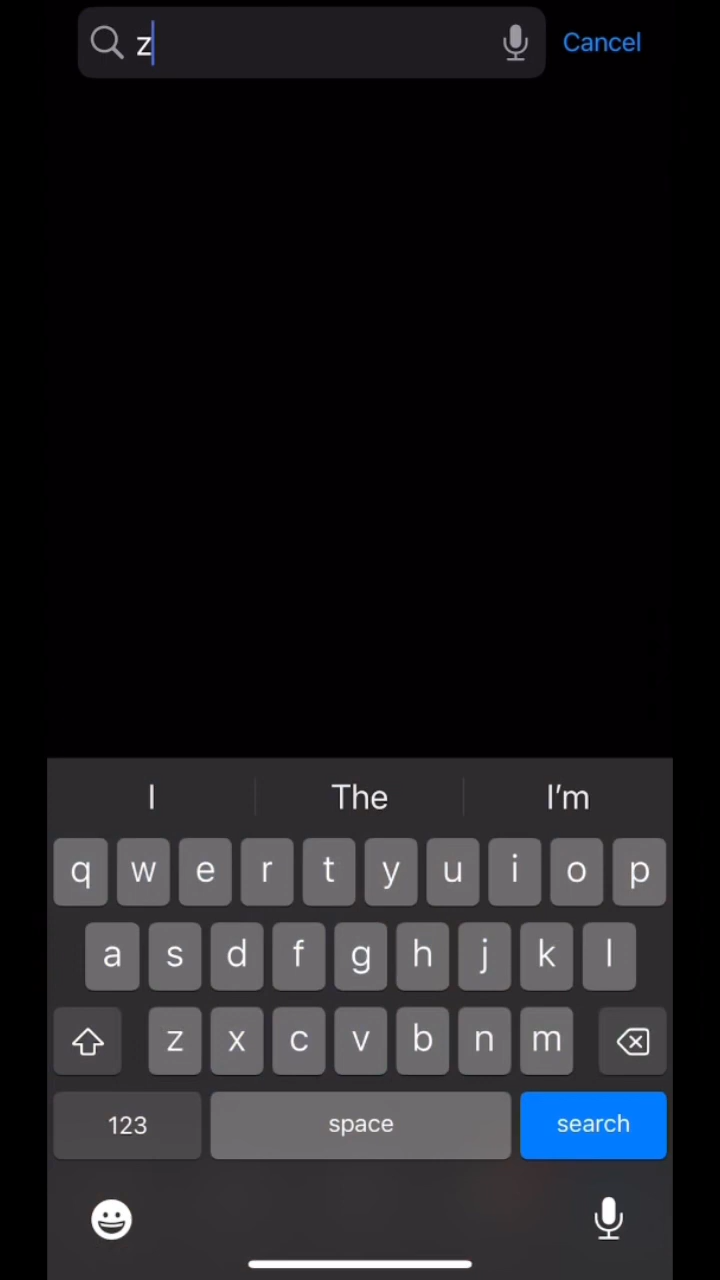 z Cancel
I The I'm
q w e r t y u i o p
a s d f g h j k l
z x c v b n m
123 space search